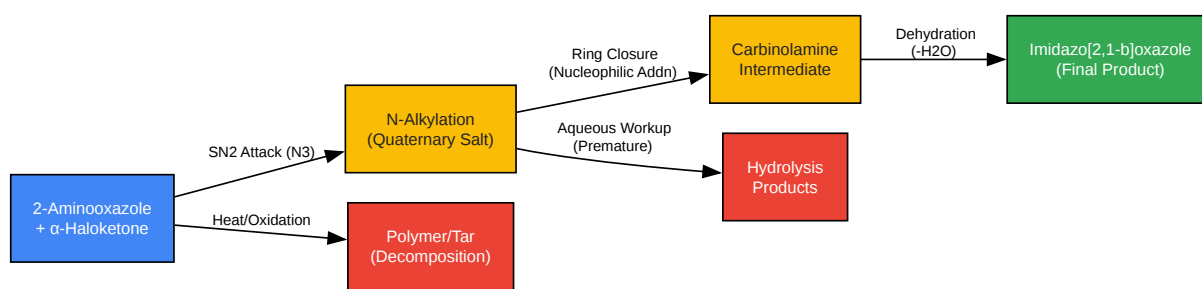 2-Aminooxazole
+ α-Haloketone
SN2 Attack (N3)
Heat/Oxidation
N-Alkylation
(Quaternary Salt)
Polymer/Tar
(Decomposition)
Ring Closure
(Nucleophilic Addn)
Aqueous Workup
(Premature)
Carbinolamine
Intermediate
Hydrolysis
Products
Dehydration
(-H2O)
Imidazo[2,1-b]oxazole
(Final Product)